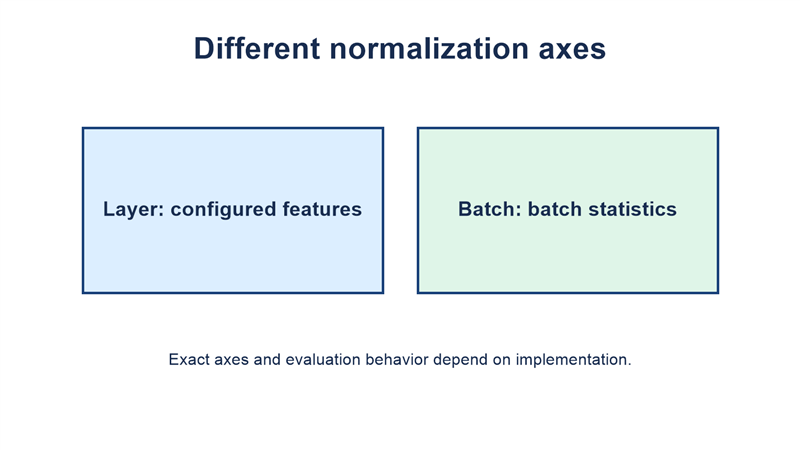 Different normalization axes
Layer: configured features
Batch: batch statistics
Exact axes and evaluation behavior depend on implementation.